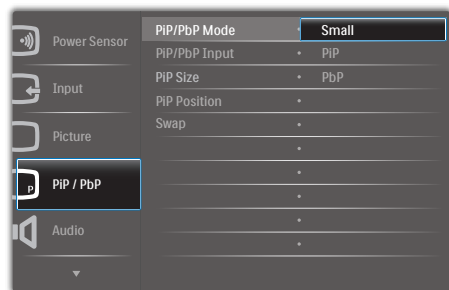 Power Sensor
Input
Picture
P
PiP / PbP
Audio
PiP/PbP Mode • Small
PiP/PbP Input • PiP
PiP Size • PbP
PiP Position •
Swap •
•
•
•
•
•